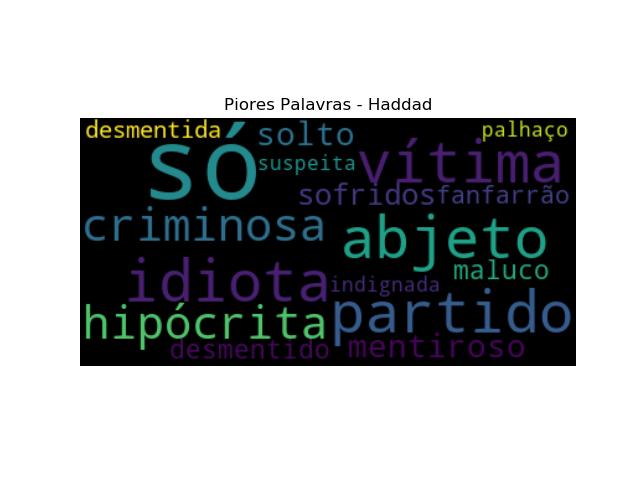 Piores Palavras - Haddad
desmentida só solto palhaço
suspeita vítima
sofridos fanfarrão
criminosa abjeto
maluco
idiota indignada
hipócrita partido
desmentido mentiroso